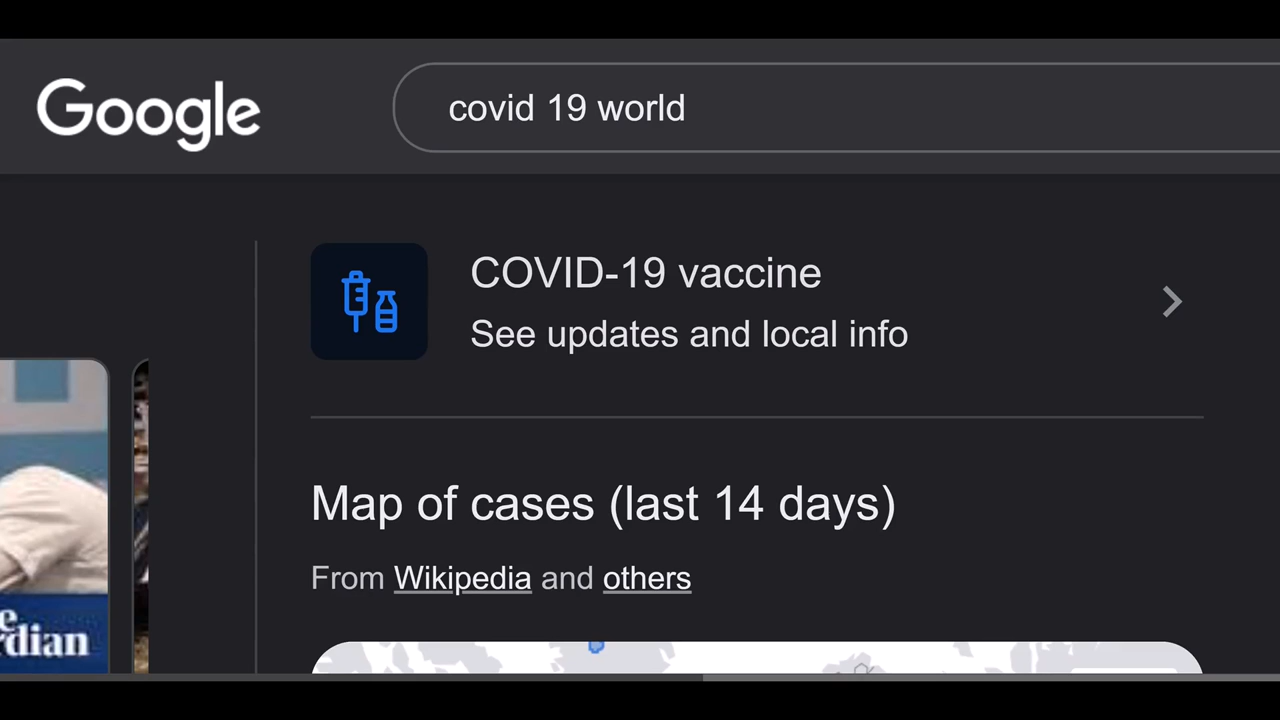 Google
covid 19 world
COVID-19 vaccine
See updates and local info
Map of cases (last 14 days)
From Wikipedia and others